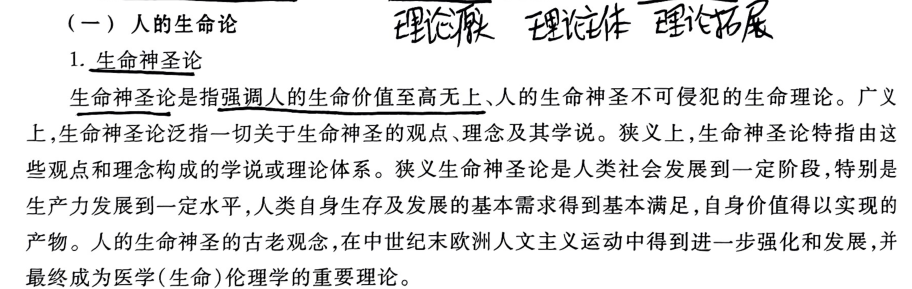 (一) 人的生命论
理论源头 理论主体 理论拓展
1. 生命神圣论
生命神圣论是指强调人的生命价值至高无上、人的生命神圣不可侵犯的生命理论。广义
上,生命神圣论泛指一切关于生命神圣的观点、理念及其学说。狭义上,生命神圣论特指由这
些观点和理念构成的学说或理论体系。狭义生命神圣论是人类社会发展到一定阶段,特别是
生产力发展到一定水平,人类自身生存及发展的基本需求得到基本满足,自身价值得以实现的
产物。人的生命神圣的古老观念,在中世纪末欧洲人文主义运动中得到进一步强化和发展,并
最终成为医学(生命)伦理学的重要理论。